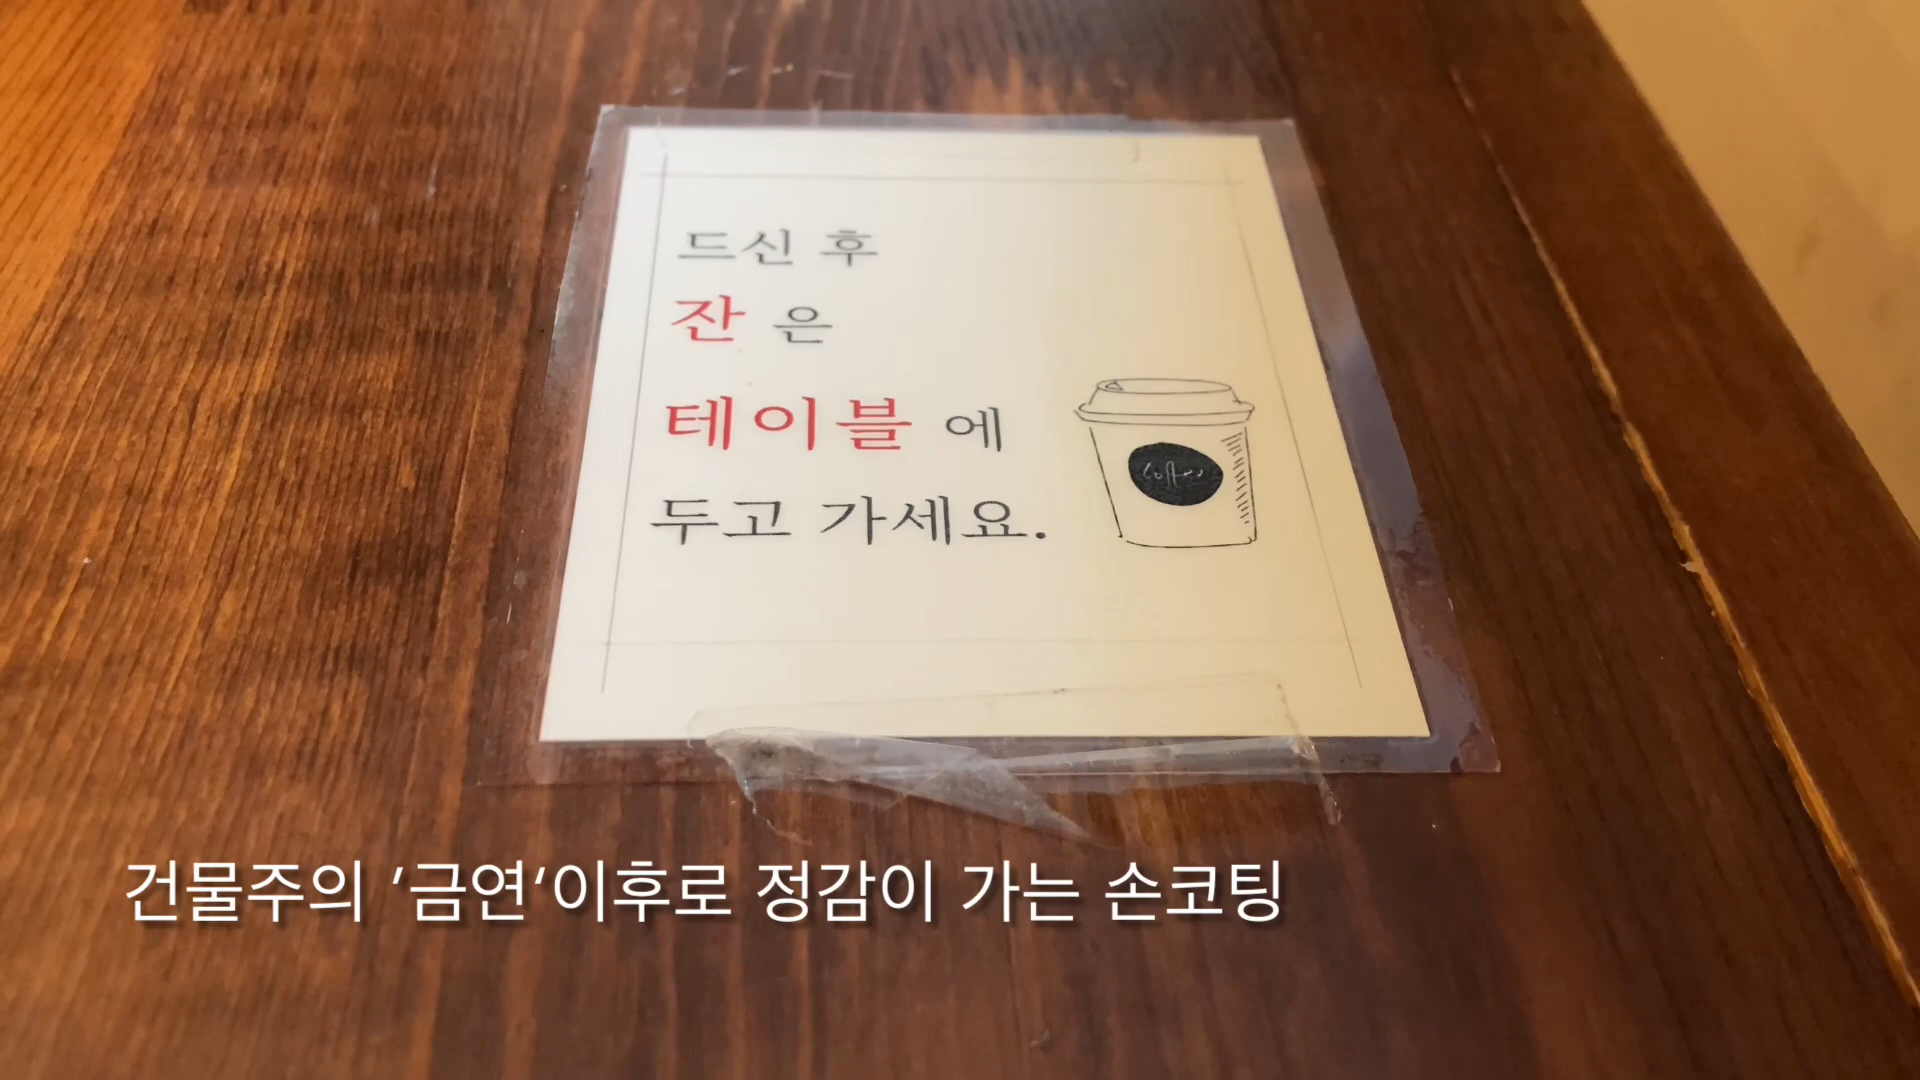 드신 후
잔 은
테이블 에
두고 가세요.
Coffee
건물주의 ‘금연‘이후로 정감이 가는 손코팅